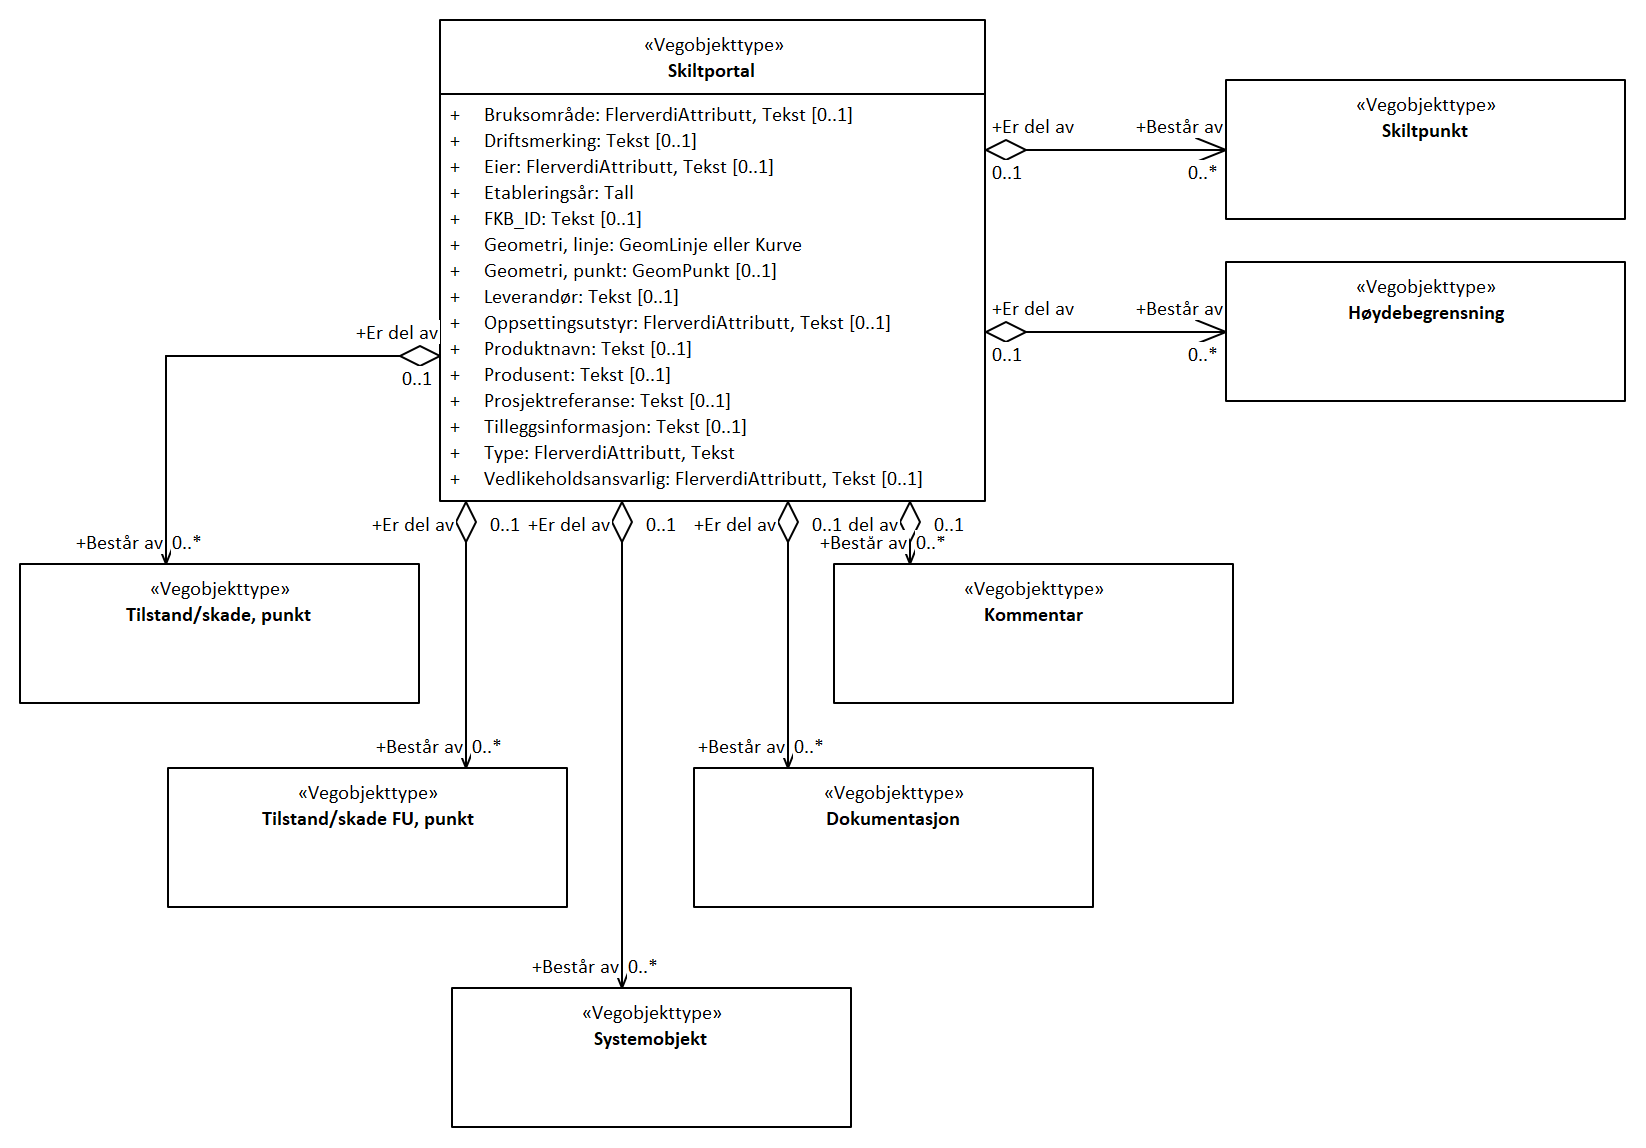 «Vegobjekttype»
Skiltportal
+ Bruksområde: FlerverdiAttributt, Tekst [0..1]
+ Driftsmerking: Tekst [0..1]
+ Eier: FlerverdiAttributt, Tekst [0..1]
+ Etableringsår: Tall
+ FKB_ID: Tekst [0..1]
+ Geometri, linje: GeomLinje eller Kurve
+ Geometri, punkt: GeomPunkt [0..1]
+ Leverandør: Tekst [0..1]
+ Oppsettingsutstyr: FlerverdiAttributt, Tekst [0..1]
+ Produktnavn: Tekst [0..1]
+ Produsent: Tekst [0..1]
+ Prosjektreferanse: Tekst [0..1]
+ Tilleggsinformasjon: Tekst [0..1]
+ Type: FlerverdiAttributt, Tekst
+ Vedlikeholdsansvarlig: FlerverdiAttributt, Tekst [0..1]
+Er del av +Består av
0..1 0..*
«Vegobjekttype»
Skiltpunkt
+Er del av +Består av
0..1 0..*
«Vegobjekttype»
Høydebegrensning
+Er del av
0..1
+Består av 0..*
«Vegobjekttype»
Tilstand/skade, punkt
+Er del av 0..1 +Er del av 0..1 +Er del av 0..1 del av 0..1
+Består av 0..*
«Vegobjekttype»
Kommentar
+Består av 0..*
«Vegobjekttype»
Tilstand/skade FU, punkt
+Består av 0..*
«Vegobjekttype»
Dokumentasjon
+Består av 0..*
«Vegobjekttype»
Systemobjekt